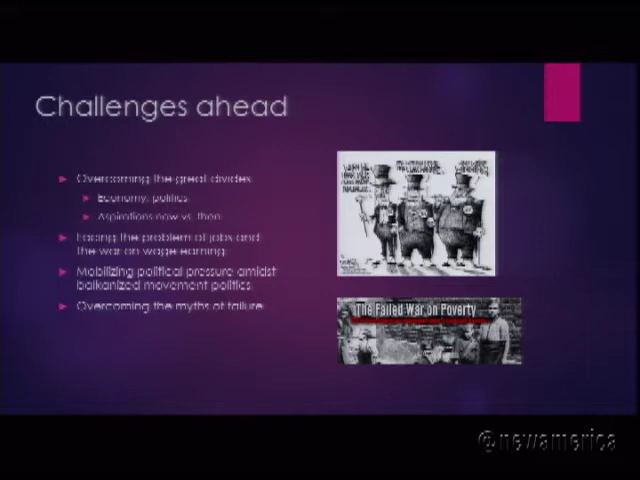 Challenges ahead
Overcoming the great divides
Economy, politics
Aspirations now vs. then
Facing the problem of jobs and
the war on wage earning
Mobilizing political pressure amidst
balkanized movement politics
Overcoming the myths of failure
The Failed War on Poverty
@newamerica